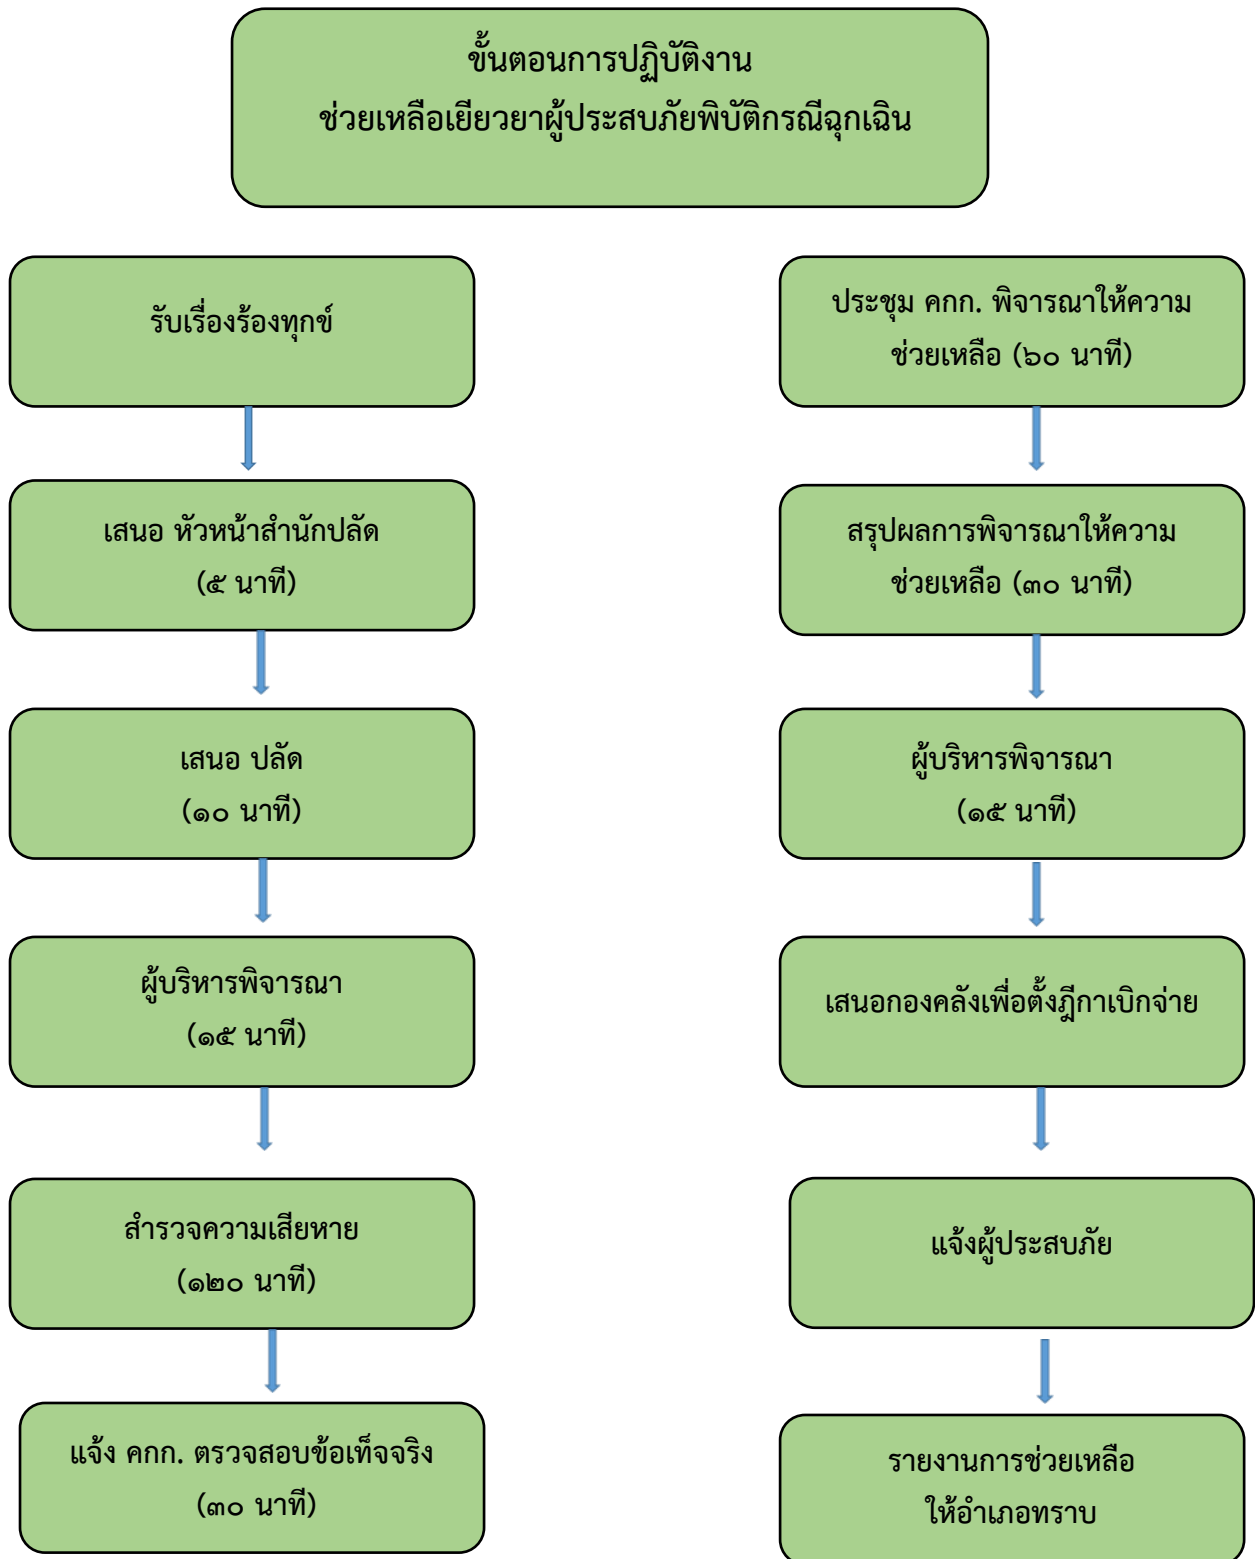 ขั้นตอนการปฏิบัติงาน
ช่วยเหลือเยียวยาผู้ประสบภัยพิบัติกรณีฉุกเฉิน
รับเรื่องร้องทุกข์
เสนอ หัวหน้าสำนักปลัด
(๕ นาที)
เสนอ ปลัด
(๑๐ นาที)
ผู้บริหารพิจารณา
(๑๕ นาที)
สำรวจความเสียหาย
(๑๒๐ นาที)
แจ้ง คกก. ตรวจสอบข้อเท็จจริง
(๓๐ นาที)
ประชุม คกก. พิจารณาให้ความ
ช่วยเหลือ (๖๐ นาที)
สรุปผลการพิจารณาให้ความ
ช่วยเหลือ (๓๐ นาที)
ผู้บริหารพิจารณา
(๑๕ นาที)
เสนอกองคลังเพื่อตั้งฎีกาเบิกจ่าย
แจ้งผู้ประสบภัย
รายงานการช่วยเหลือ
ให้อำเภอทราบ